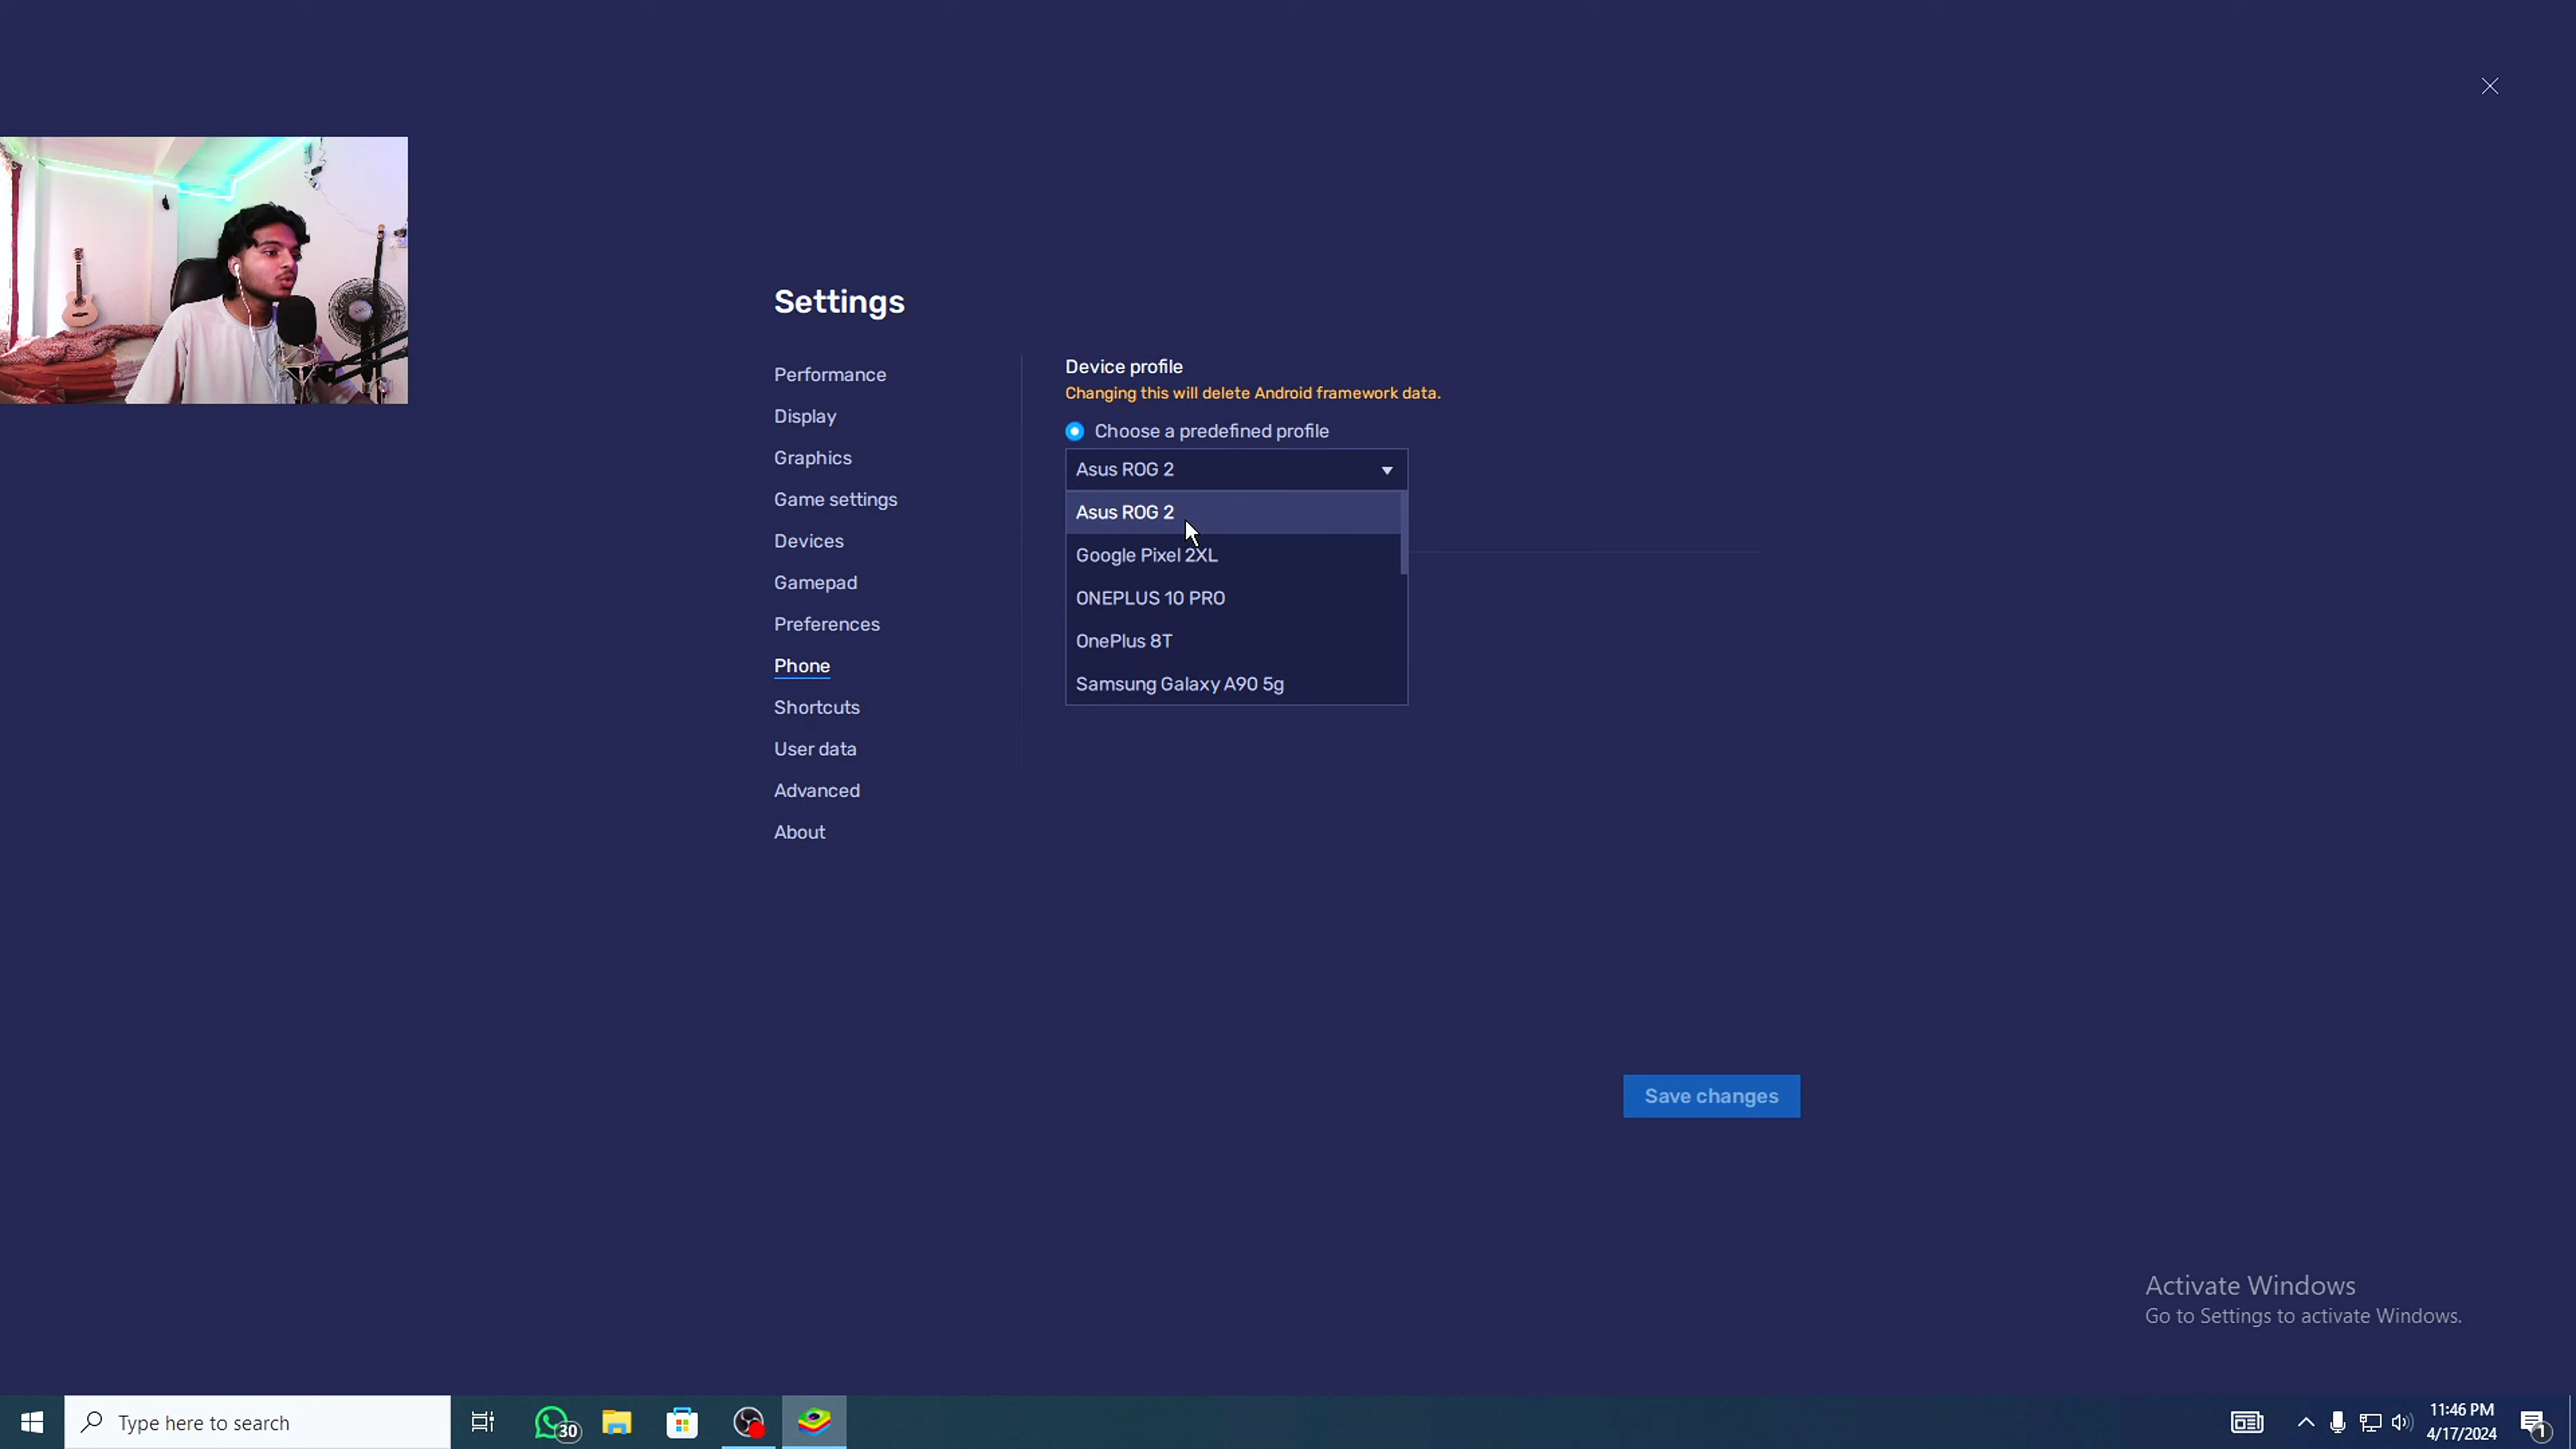 Settings
Performance
Display
Graphics
Game settings
Devices
Gamepad
Preferences
Phone
Shortcuts
User data
Advanced
About
Device profile
Changing this will delete Android framework data.
Choose a predefined profile
Asus ROG 2
Asus ROG 2
Google Pixel 2XL
ONEPLUS 10 PRO
OnePlus 8T
Samsung Galaxy A90 5g
Save changes
Activate Windows
Go to Settings to activate Windows.
Type here to search
30
11:46 PM
4/17/2024
1